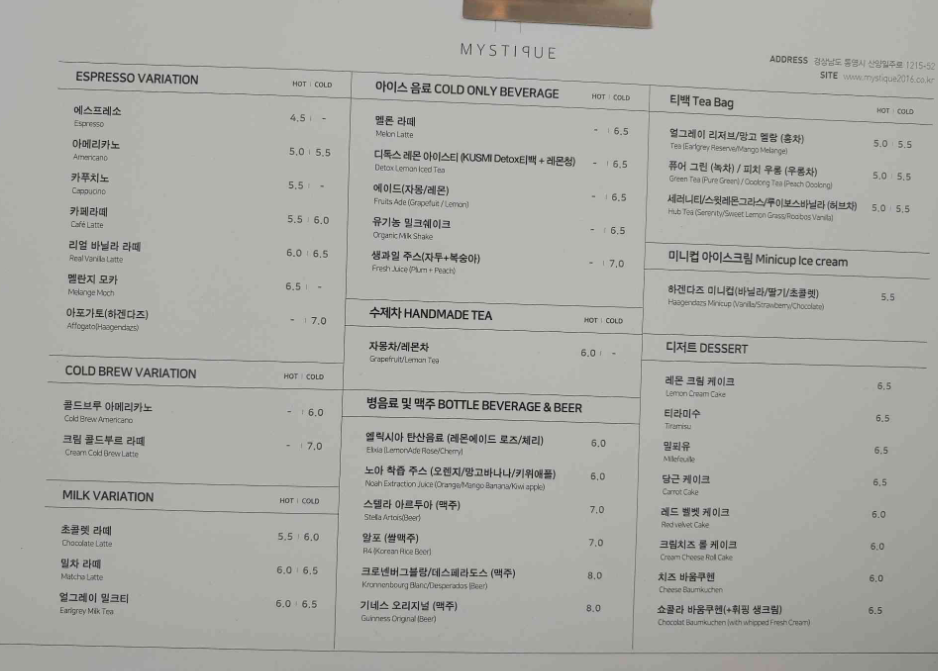 MYSTIQUE
ADDRESS 경상남도 통영시 산양일주로 1215-52
SITE www.mystique2016.co.kr
ESPRESSO VARIATION HOT | COLD
에스프레소 4.5 | -
Espresso
아메리카노 5.0 | 5.5
Americano
카푸치노 5.5 | -
Cappuono
카페라떼 5.5 | 6.0
Café Latte
리얼 바닐라 라떼 6.0 | 6.5
Real Vanilla Latte
멜란지 모카 6.5 | -
Melange Moch
아포가토(하겐다즈) - | 7.0
Affogato(Haagendazs)
COLD BREW VARIATION HOT | COLD
콜드브루 아메리카노 - | 6.0
Cold Brew Americano
크림 콜드부르 라떼 - | 7.0
Cream Cold Brew Latte
MILK VARIATION HOT | COLD
초콜렛 라떼 5.5 | 6.0
Chocolate Latte
말차 라떼 6.0 | 6.5
Matcha Latte
얼그레이 밀크티 6.0 | 6.5
Earlgrey Milk Tea
아이스 음료 COLD ONLY BEVERAGE HOT | COLD
멜론 라떼 - | 6.5
Melon Latte
디톡스 레몬 아이스티 (KUSMI Detox티백 + 레몬청) - | 6.5
Detox Lemon Iced Tea
에이드(자몽/레몬) - | 6.5
Fruits Ade (Grapefuit / Lemon)
유기농 밀크쉐이크 - | 6.5
Organic Milk Shake
생과일 주스(자두+복숭아) - | 7.0
Fresh Juice (Plum + Peach)
수제차 HANDMADE TEA HOT | COLD
자몽차/레몬차 6.0 | -
Grapefruit/Lemon Tea
병음료 및 맥주 BOTTLE BEVERAGE & BEER
엘릭시아 탄산음료 (레몬에이드 로즈/체리) 6.0
Elixia (LemonAde Rose/Cherry)
노아 착즙 주스 (오렌지/망고바나나/키위애플) 6.0
Noah Extraction Juice (Orange/Mango Banana/Kiwi apple)
스텔라 아르투아 (맥주) 7.0
Stella Artois(Beer)
알포 (쌀맥주) 7.0
R4 (Korean Rice Beer)
크로넨버그블랑/데스페라도스 (맥주) 8.0
Kronnenbourg Blanc/Desperados (Beer)
기네스 오리지널 (맥주) 8.0
Guinness Original (Beer)
티백 Tea Bag HOT | COLD
얼그레이 리저브/망고 멜랑 (홍차) 5.0 | 5.5
Tea (Earlgrey Reserve/Mango Melange)
퓨어 그린 (녹차) / 피치 우롱 (우롱차) 5.0 | 5.5
Green Tea (Pure Green) / Oolong Tea (Peach Ooolong)
세러니티/스윗레몬그라스/루이보스바닐라 (허브차) 5.0 | 5.5
Hub Tea (Serenity/Sweet Lemon Grass/Rooibos Vanilla)
미니컵 아이스크림 Minicup Ice cream
하겐다즈 미니컵(바닐라/딸기/초콜렛) 5.5
Haagendazs Minicup (Vanilla/Strawberry/Chocolate)
디저트 DESSERT
레몬 크림 케이크 6.5
Lemon Cream Cake
티라미수 6.5
Tiramisu
밀푀유 6.5
Millefeuille
당근 케이크 6.5
Carrot Cake
레드 벨벳 케이크 6.0
Red velvet Cake
크림치즈 롤 케이크 6.0
Cream Cheese Roll Cake
치즈 바움쿠헨 6.0
Cheese Baumkuchen
쇼콜라 바움쿠헨(+휘핑 생크림) 6.5
Chocolat Baumkuchen (with whipped Fresh Cream)